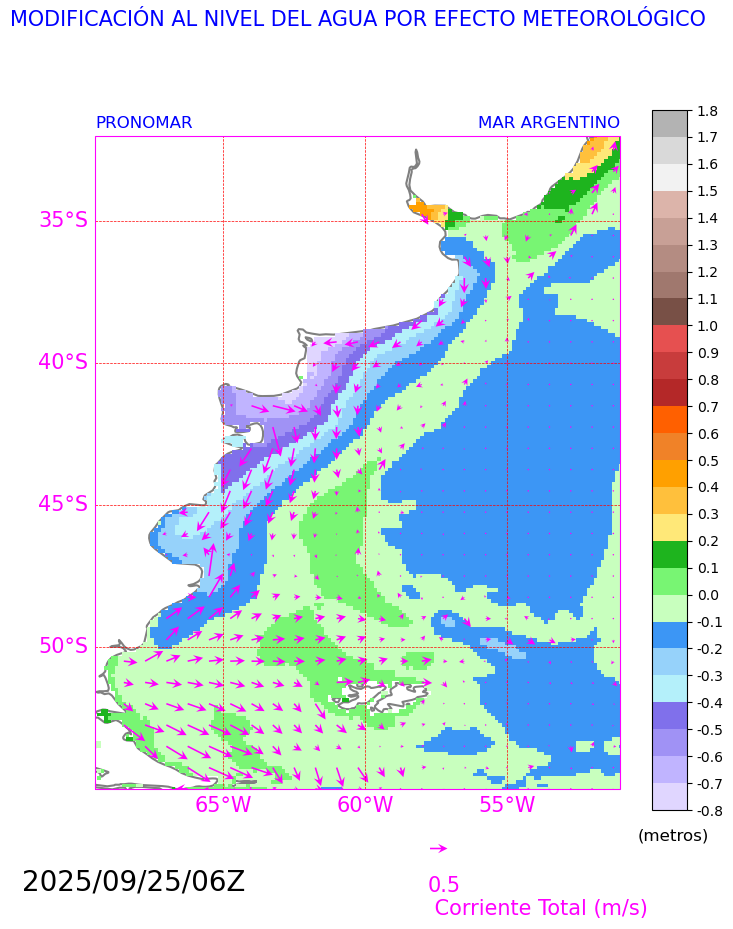 MODIFICACIÓN AL NIVEL DEL AGUA POR EFECTO METEOROLÓGICO
PRONOMAR MAR ARGENTINO
35°S
40°S
45°S
50°S
65°W 60°W 55°W
1.8
1.7
1.6
1.5
1.4
1.3
1.2
1.1
1.0
0.9
0.8
0.7
0.6
0.5
0.4
0.3
0.2
0.1
0.0
-0.1
-0.2
-0.3
-0.4
-0.5
-0.6
-0.7
-0.8
(metros)
2025/09/25/06Z
0.5
Corriente Total (m/s)